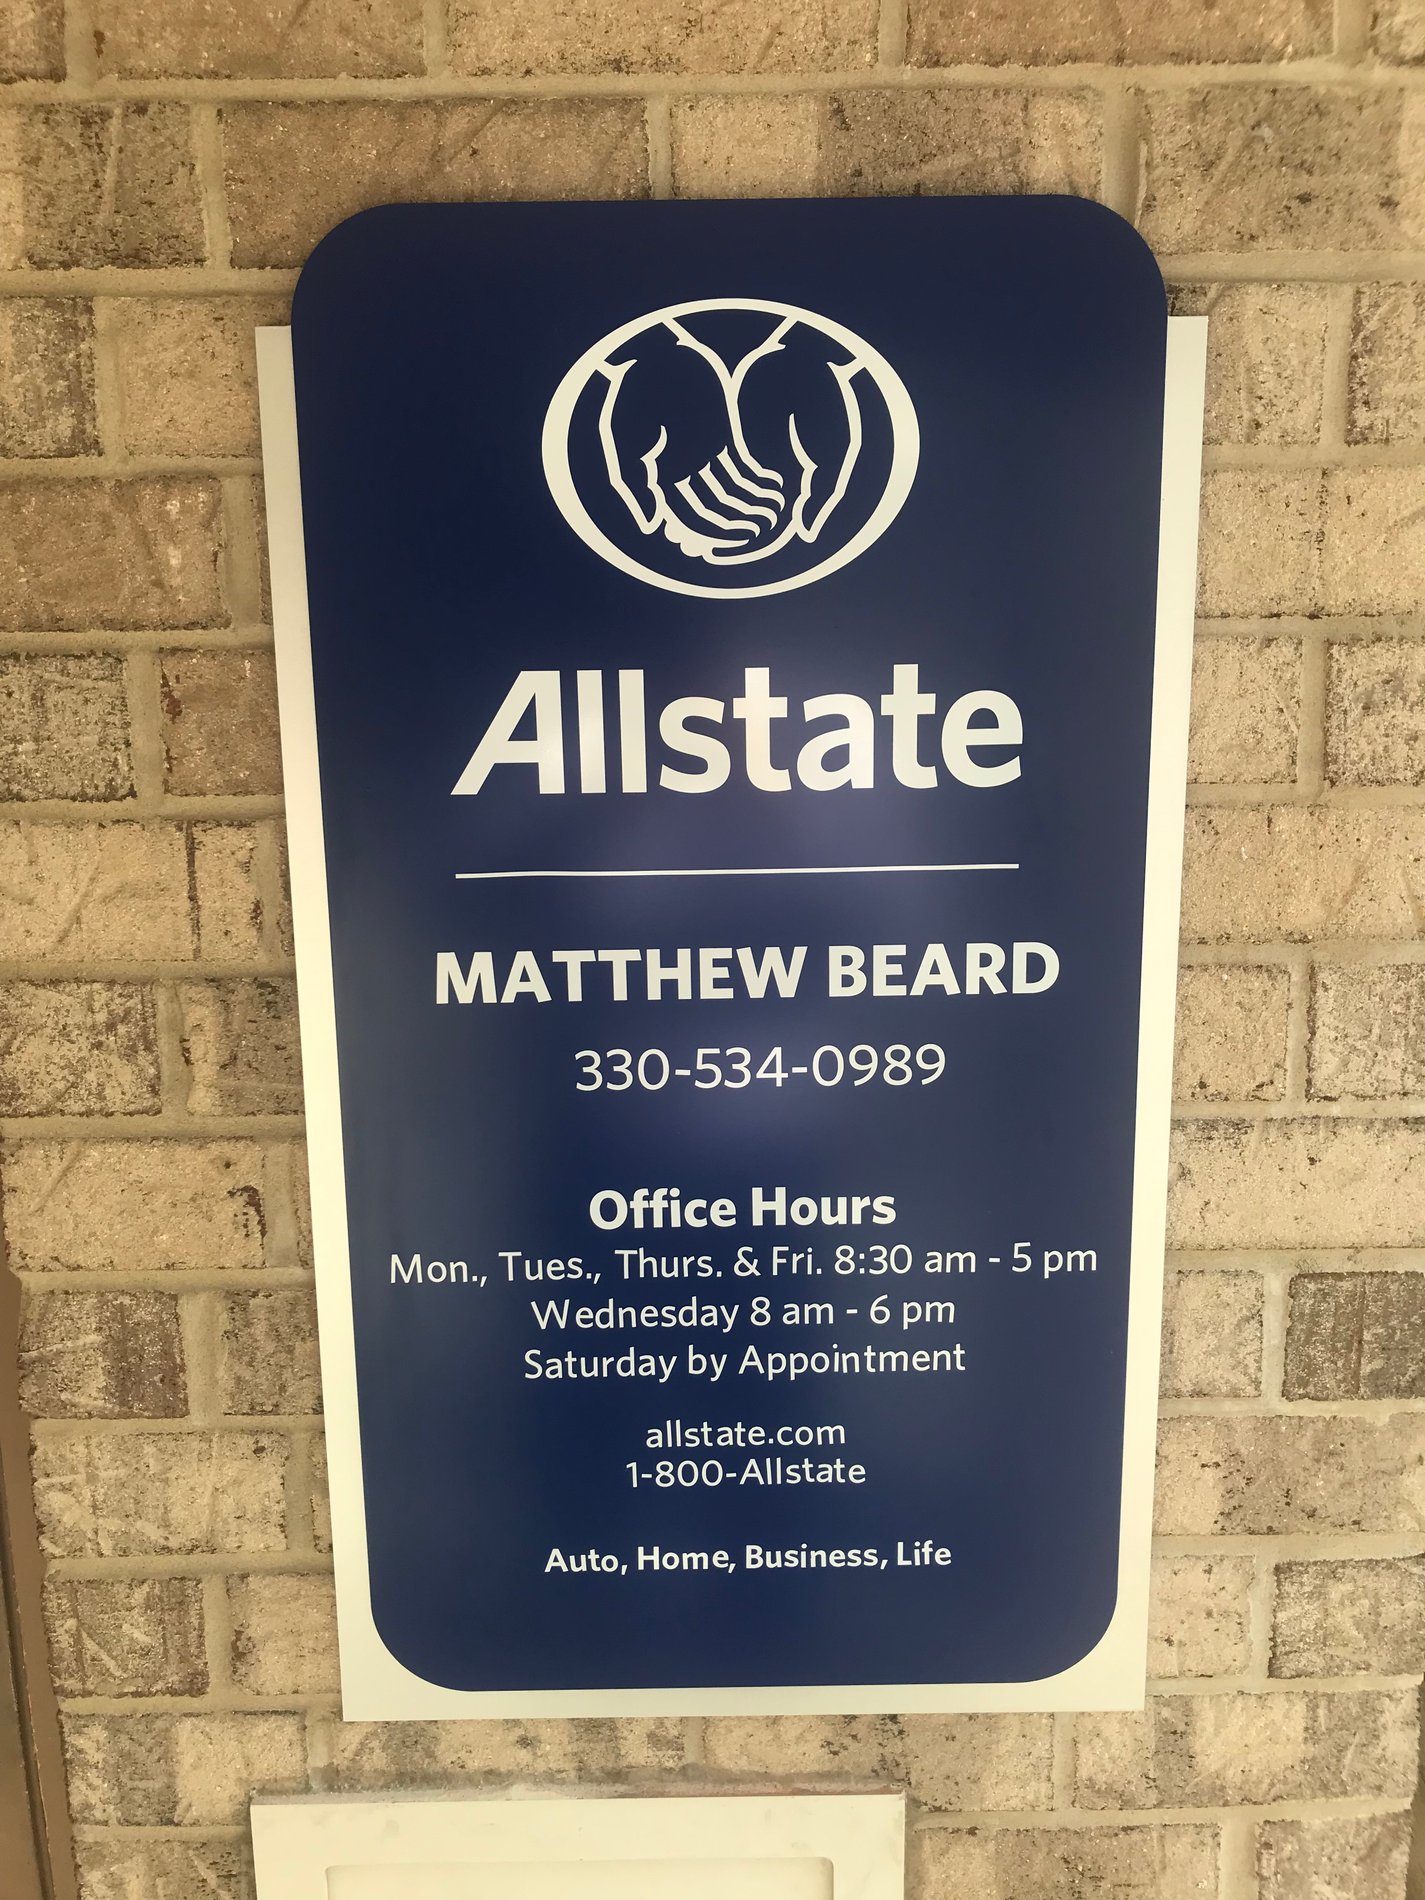 Allstate
MATTHEW BEARD
330-534-0989
Office Hours
Mon., Tues., Thurs. & Fri. 8:30 am - 5 pm
Wednesday 8 am - 6 pm
Saturday by Appointment
allstate.com
1-800-Allstate
Auto, Home, Business, Life